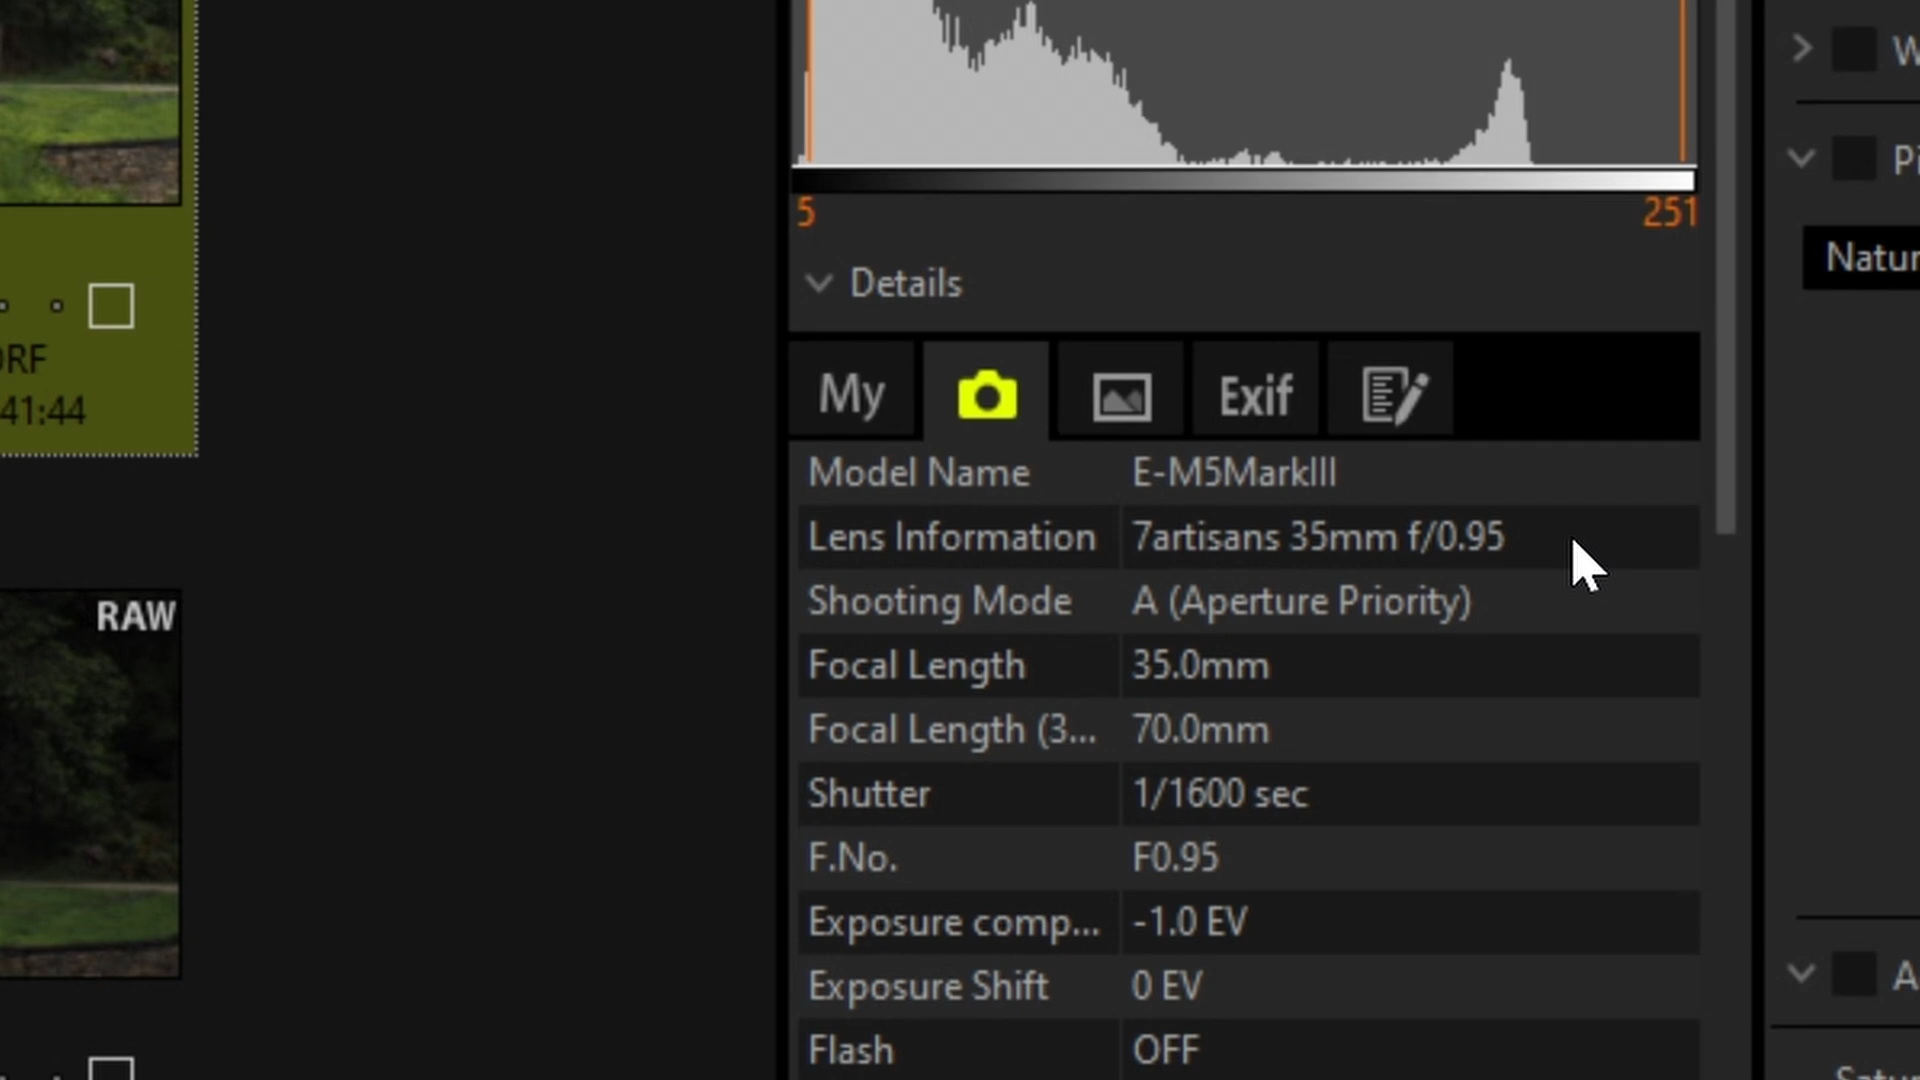 5 251
Details
My Exif
Model Name E-M5MarkIII
Lens Information 7artisans 35mm f/0.95
Shooting Mode A (Aperture Priority)
Focal Length 35.0mm
Focal Length (3... 70.0mm
Shutter 1/1600 sec
F.No. F0.95
Exposure comp... -1.0 EV
Exposure Shift 0 EV
Flash OFF
41:44
RAW